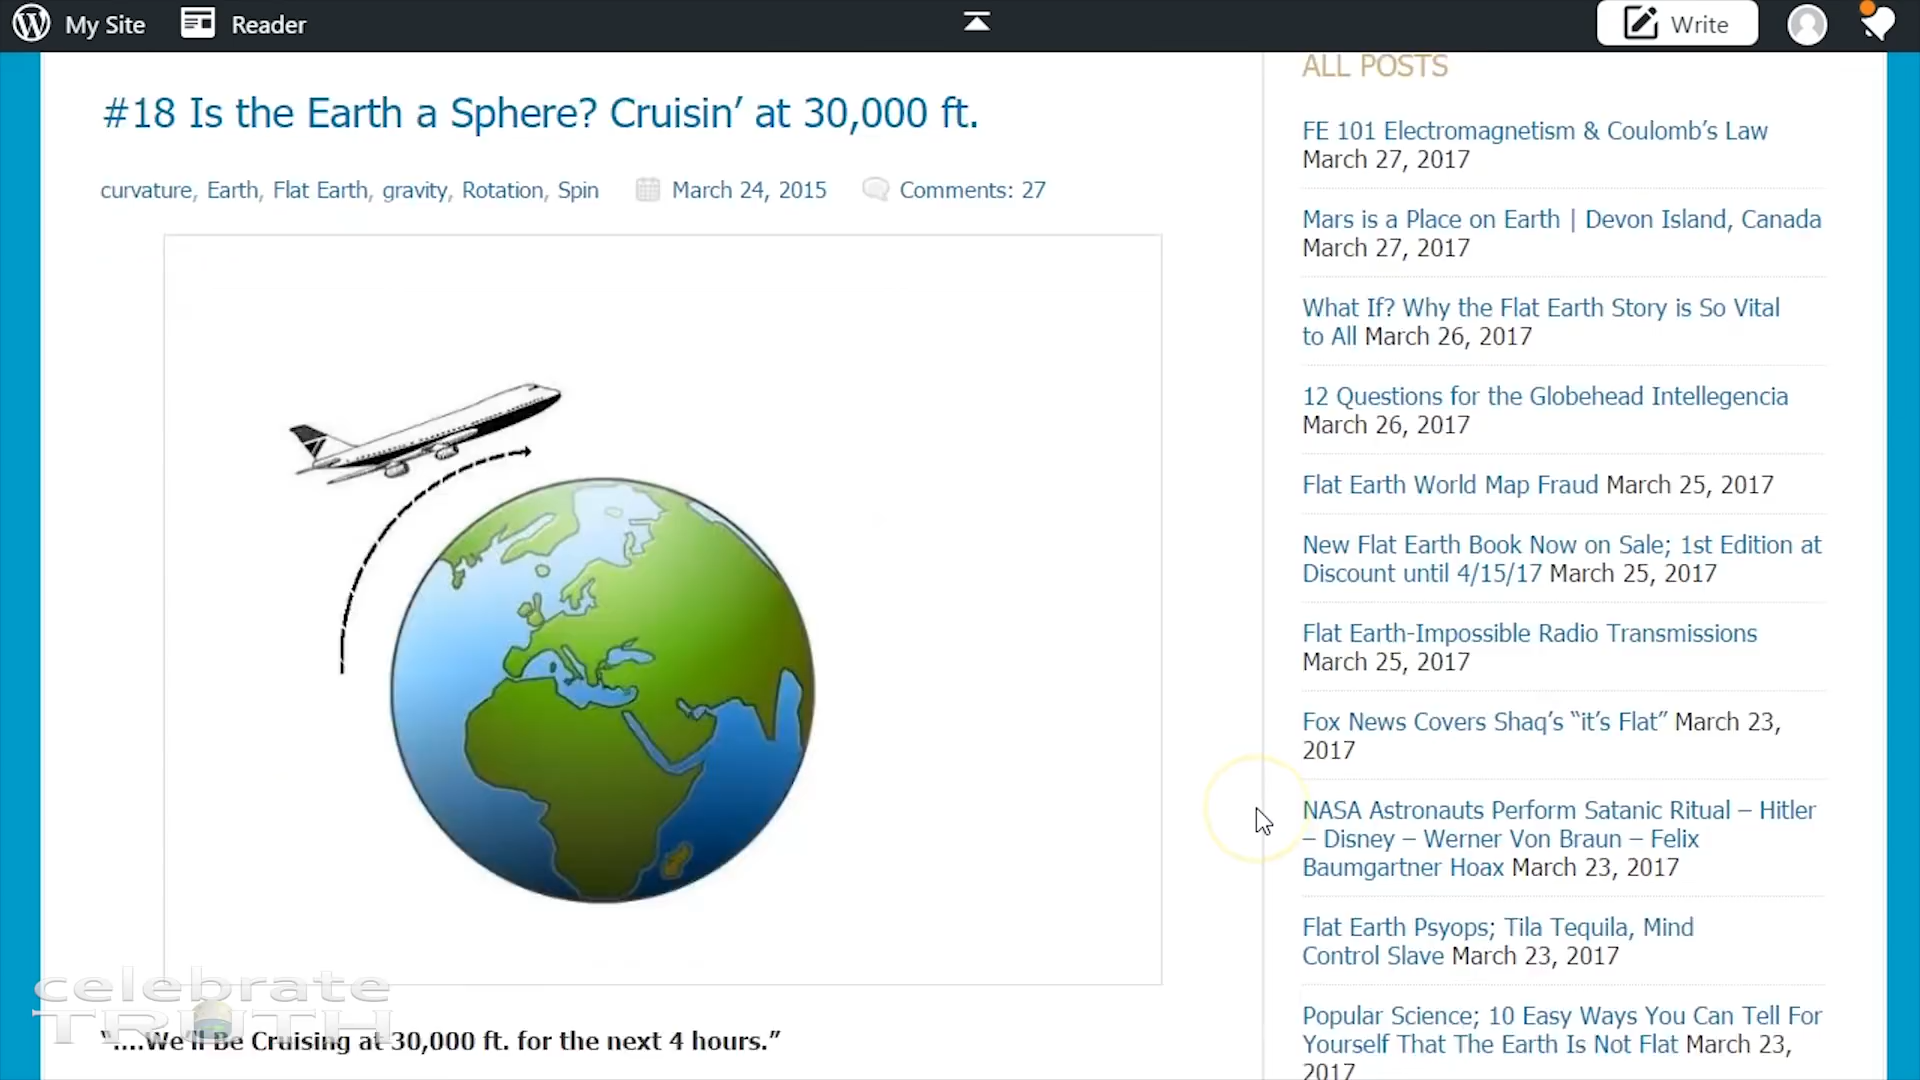 My Site
Reader
Write
#18 Is the Earth a Sphere? Cruisin’ at 30,000 ft.
curvature, Earth, Flat Earth, gravity, Rotation, Spin
March 24, 2015
Comments: 27
“….We’ll Be Cruising at 30,000 ft. for the next 4 hours.”
celebrate
TRUTH
ALL POSTS
FE 101 Electromagnetism & Coulomb’s Law
March 27, 2017
Mars is a Place on Earth | Devon Island, Canada
March 27, 2017
What If? Why the Flat Earth Story is So Vital
to All March 26, 2017
12 Questions for the Globehead Intellegencia
March 26, 2017
Flat Earth World Map Fraud March 25, 2017
New Flat Earth Book Now on Sale; 1st Edition at
Discount until 4/15/17 March 25, 2017
Flat Earth-Impossible Radio Transmissions
March 25, 2017
Fox News Covers Shaq’s “it’s Flat” March 23,
2017
NASA Astronauts Perform Satanic Ritual – Hitler
– Disney – Werner Von Braun – Felix
Baumgartner Hoax March 23, 2017
Flat Earth Psyops; Tila Tequila, Mind
Control Slave March 23, 2017
Popular Science; 10 Easy Ways You Can Tell For
Yourself That The Earth Is Not Flat March 23,
2017